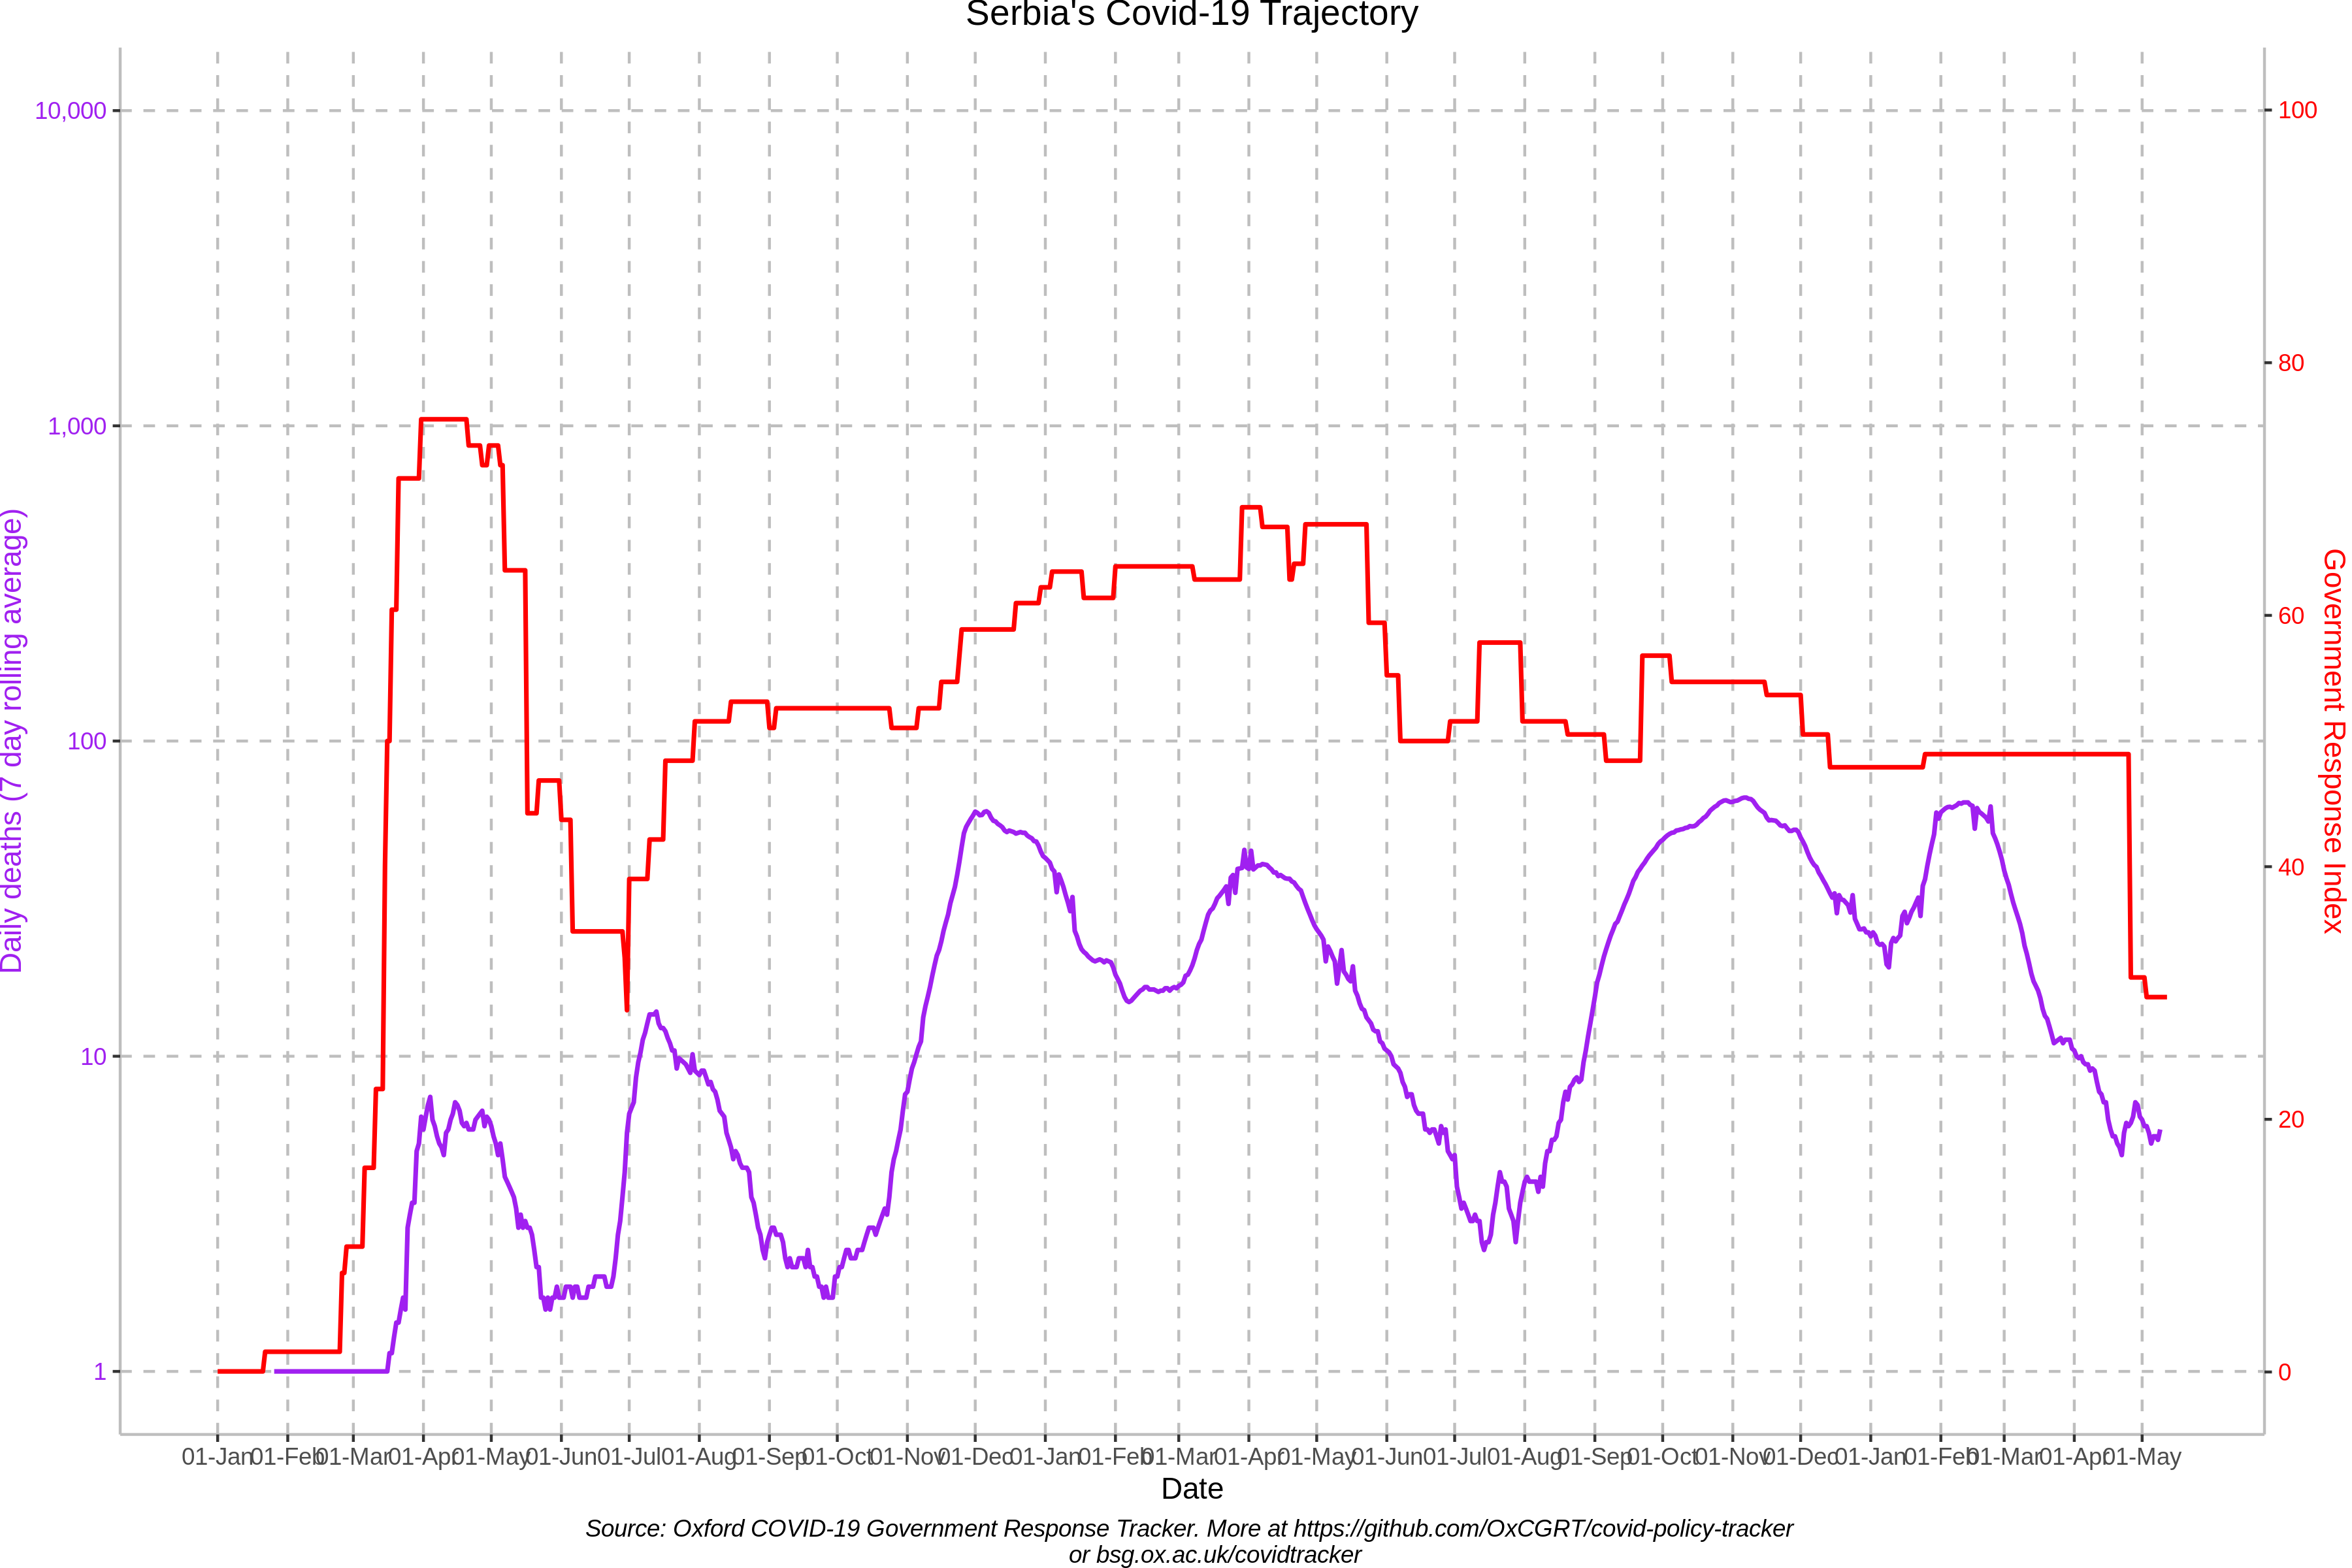 Serbia's Covid-19 Trajectory
10,000
1,000
100
10
1
Daily deaths (7 day rolling average)
100
80
60
40
20
0
Government Response Index
01-Jan 01-Feb 01-Mar 01-Apr 01-May 01-Jun 01-Jul 01-Aug 01-Sep 01-Oct 01-Nov 01-Dec 01-Jan 01-Feb 01-Mar 01-Apr 01-May 01-Jun 01-Jul 01-Aug 01-Sep 01-Oct 01-Nov 01-Dec 01-Jan 01-Feb 01-Mar 01-Apr 01-May
Date
Source: Oxford COVID-19 Government Response Tracker. More at https://github.com/OxCGRT/covid-policy-tracker
or bsg.ox.ac.uk/covidtracker